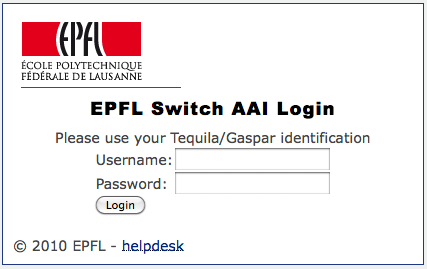 EPFL
ÉCOLE POLYTECHNIQUE
FÉDÉRALE DE LAUSANNE
EPFL Switch AAI Login
Please use your Tequila/Gaspar identification
Username:
Password:
Login
© 2010 EPFL - helpdesk